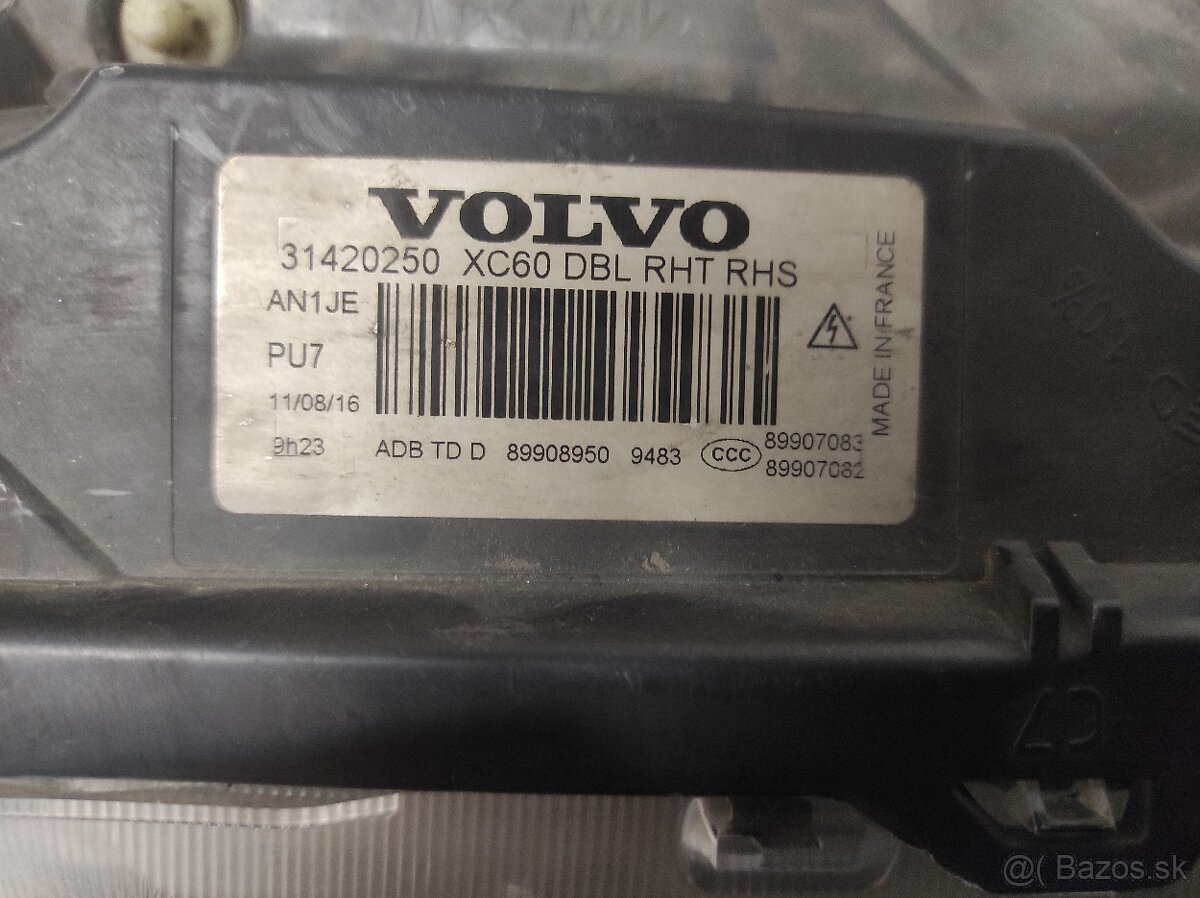 VOLVO
31420250 XC60 DBL RHT RHS
AN1JE
PU7
11/08/16
9h23
ADB TD D 89908950 9483 CCC 89907083
89907082
MADE IN FRANCE
@( Bazos.sk